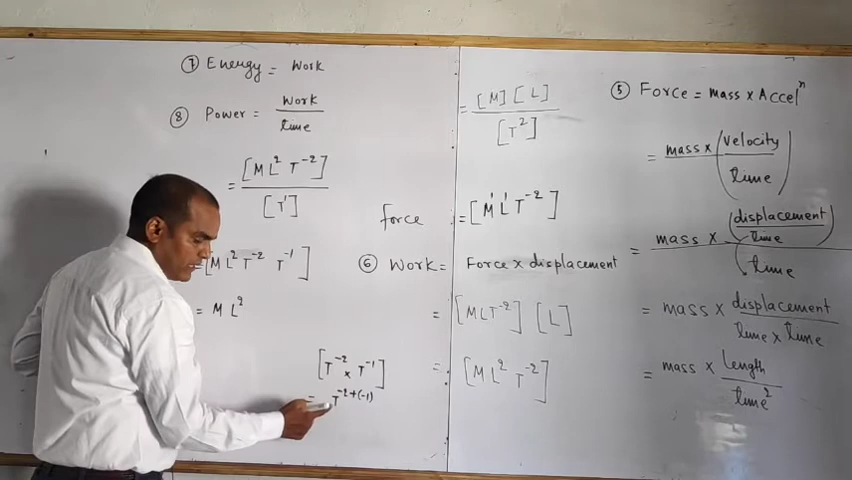 ⑦ Energy = Work
⑧ Power = Work
time
= [M L² T⁻²]
[T¹]
= [M L² T⁻² T⁻¹]
= M L²
[T⁻² × T⁻¹]
= T⁻²⁺⁽⁻¹⁾
= [M] [L]
[T²]
Force = [M¹ L¹ T⁻²]
⑥ Work = Force × displacement
= [MLT⁻²] [L]
= [M L² T⁻²]
⑤ Force = mass × Accelⁿ
= mass × (velocity
time)
= mass × (displacement
time)
time
= mass × displacement
time × time
= mass × Length
time²